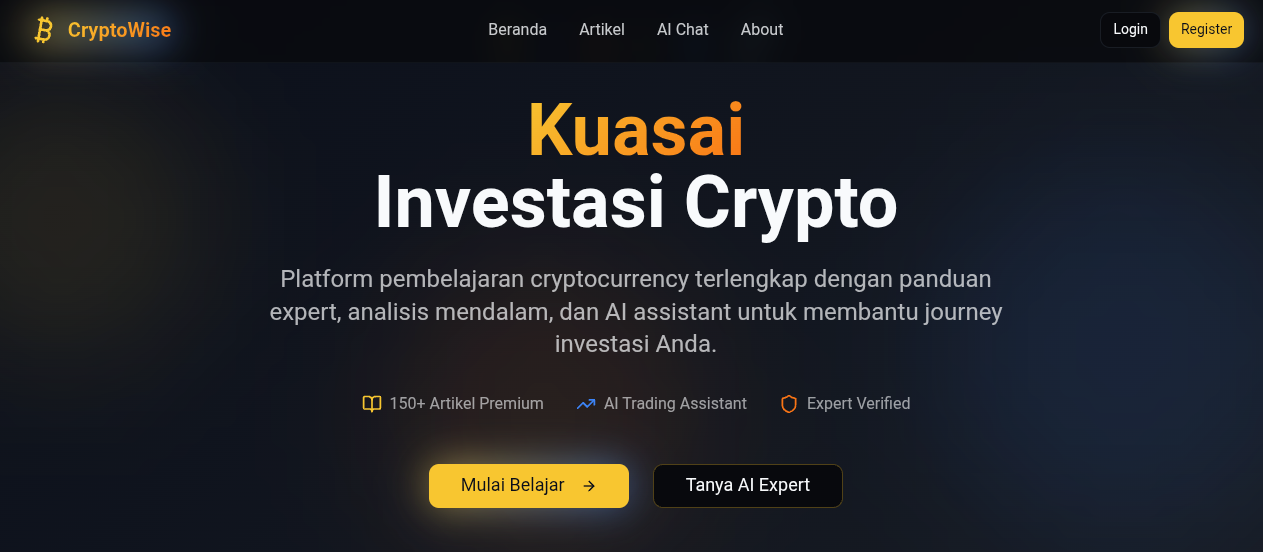 CryptoWise
Beranda
Artikel
AI Chat
About
Login
Register
Kuasai
Investasi Crypto
Platform pembelajaran cryptocurrency terlengkap dengan panduan
expert, analisis mendalam, dan AI assistant untuk membantu journey
investasi Anda.
150+ Artikel Premium
AI Trading Assistant
Expert Verified
Mulai Belajar →
Tanya AI Expert